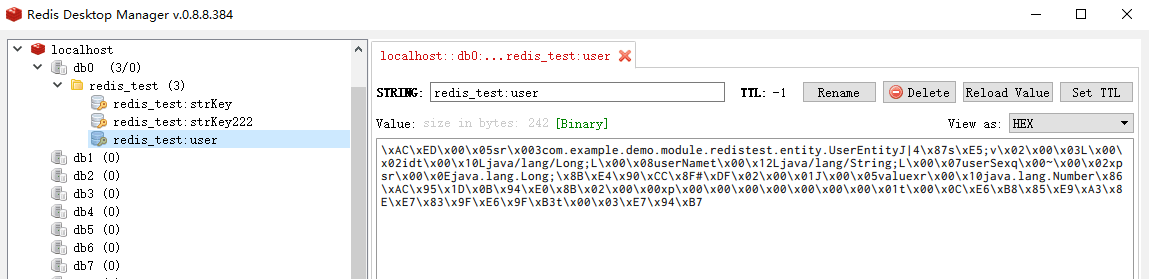 Redis Desktop Manager v.0.8.8.384
localhost
db0 (3/0)
redis_test (3)
redis_test:strKey
redis_test:strKey222
redis_test:user
db1 (0)
db2 (0)
db3 (0)
db4 (0)
db5 (0)
db6 (0)
db7 (0)
localhost::db0:...redis_test:user
STRING: redis_test:user TTL: -1 Rename Delete Reload Value Set TTL
Value: size in bytes: 242 [Binary] View as: HEX
\xAC\xED\x00\x05sr\x003com.example.demo.module.redistest.entity.UserEntityJ|4\x87s\xE5;v\x02\x00\x03L\x00\
x02idt\x00\x10Ljava/lang/Long;L\x00\x08userNamet\x00\x12Ljava/lang/String;L\x00\x07userSexq\x00~\x00\x02xp
sr\x00\x0Ejava.lang.Long;\x8B\xE4\x90\xCC\x8F#\xDF\x02\x00\x01J\x00\x05valuexr\x00\x10java.lang.Number\x86
\xAC\x95\x1D\x0B\x94\xE0\x8B\x02\x00\x00xp\x00\x00\x00\x00\x00\x00\x00\x01t\x00\x0C\xE6\xB8\x85\xE9\xA3\x8
E\xE7\x83\x9F\xE6\x9F\xB3t\x00\x03\xE7\x94\xB7